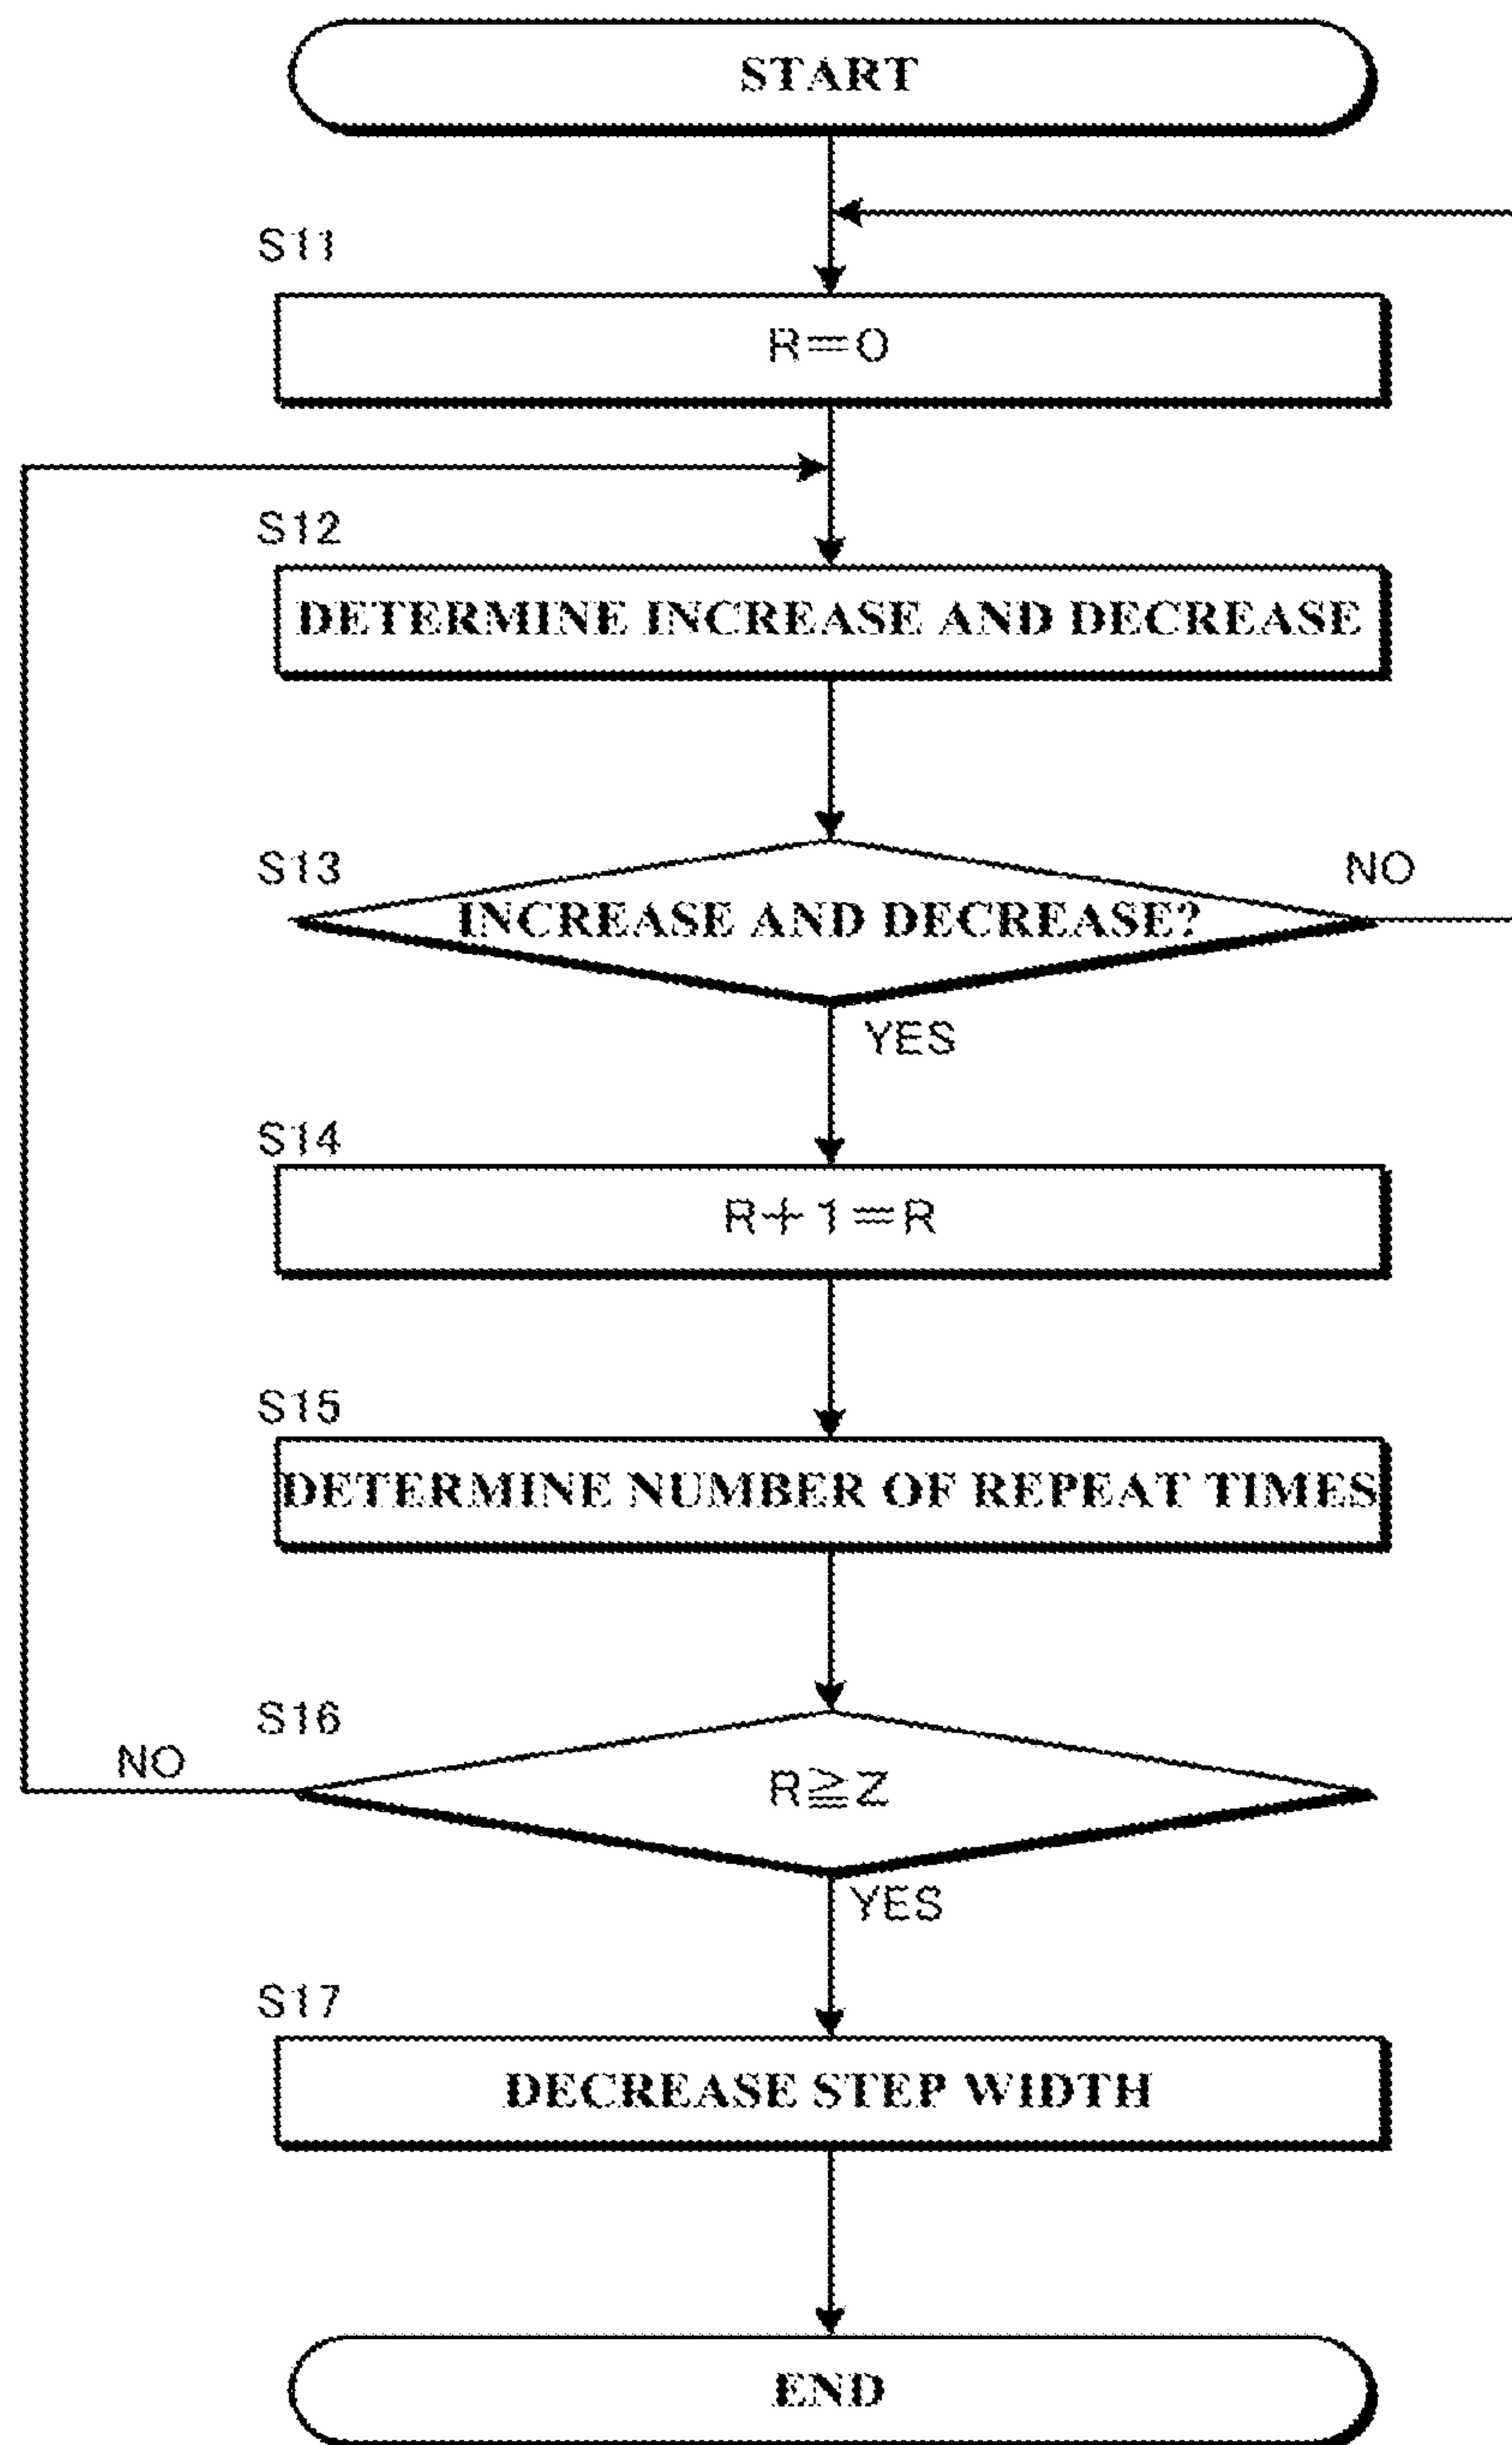 START
S11
R=0
S12
DETERMINE INCREASE AND DECREASE
S13
NO
INCREASE AND DECREASE?
YES
S14
R+1=R
S15
DETERMINE NUMBER OF REPEAT TIMES
S16
NO
R≧Z
YES
S17
DECREASE STEP WIDTH
END